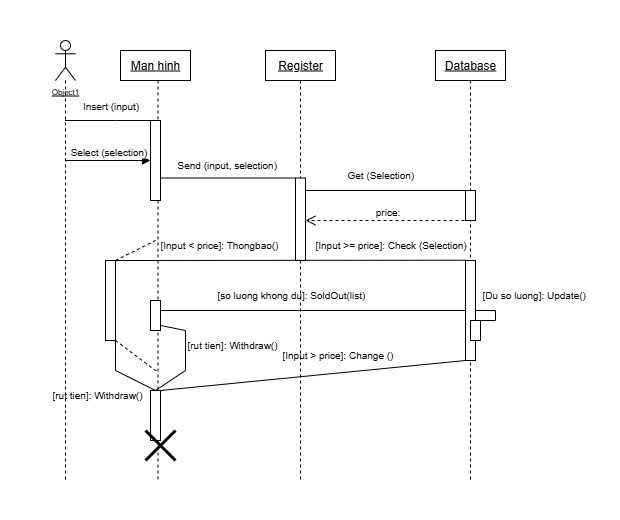 Man hinh
Register
Database
Object1
Insert (input)
Select (selection)
Send (input, selection)
Get (Selection)
price:
[Input < price]: Thongbao()
[Input >= price]: Check (Selection)
[so luong khong du]: SoldOut(list)
[Du so luong]: Update()
[rut tien]: Withdraw()
[Input > price]: Change ()
[rut tien]: Withdraw()